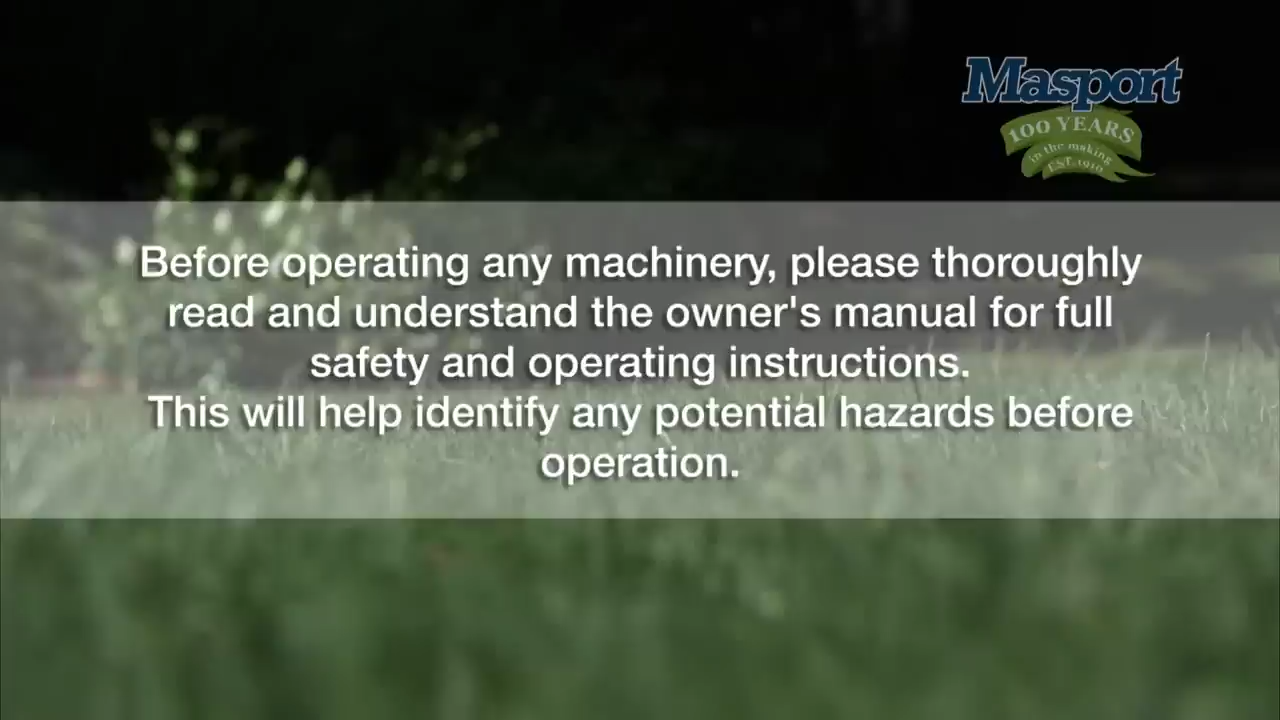 Masport
100 YEARS
in the making
EST. 1910
Before operating any machinery, please thoroughly
read and understand the owner's manual for full
safety and operating instructions.
This will help identify any potential hazards before
operation.